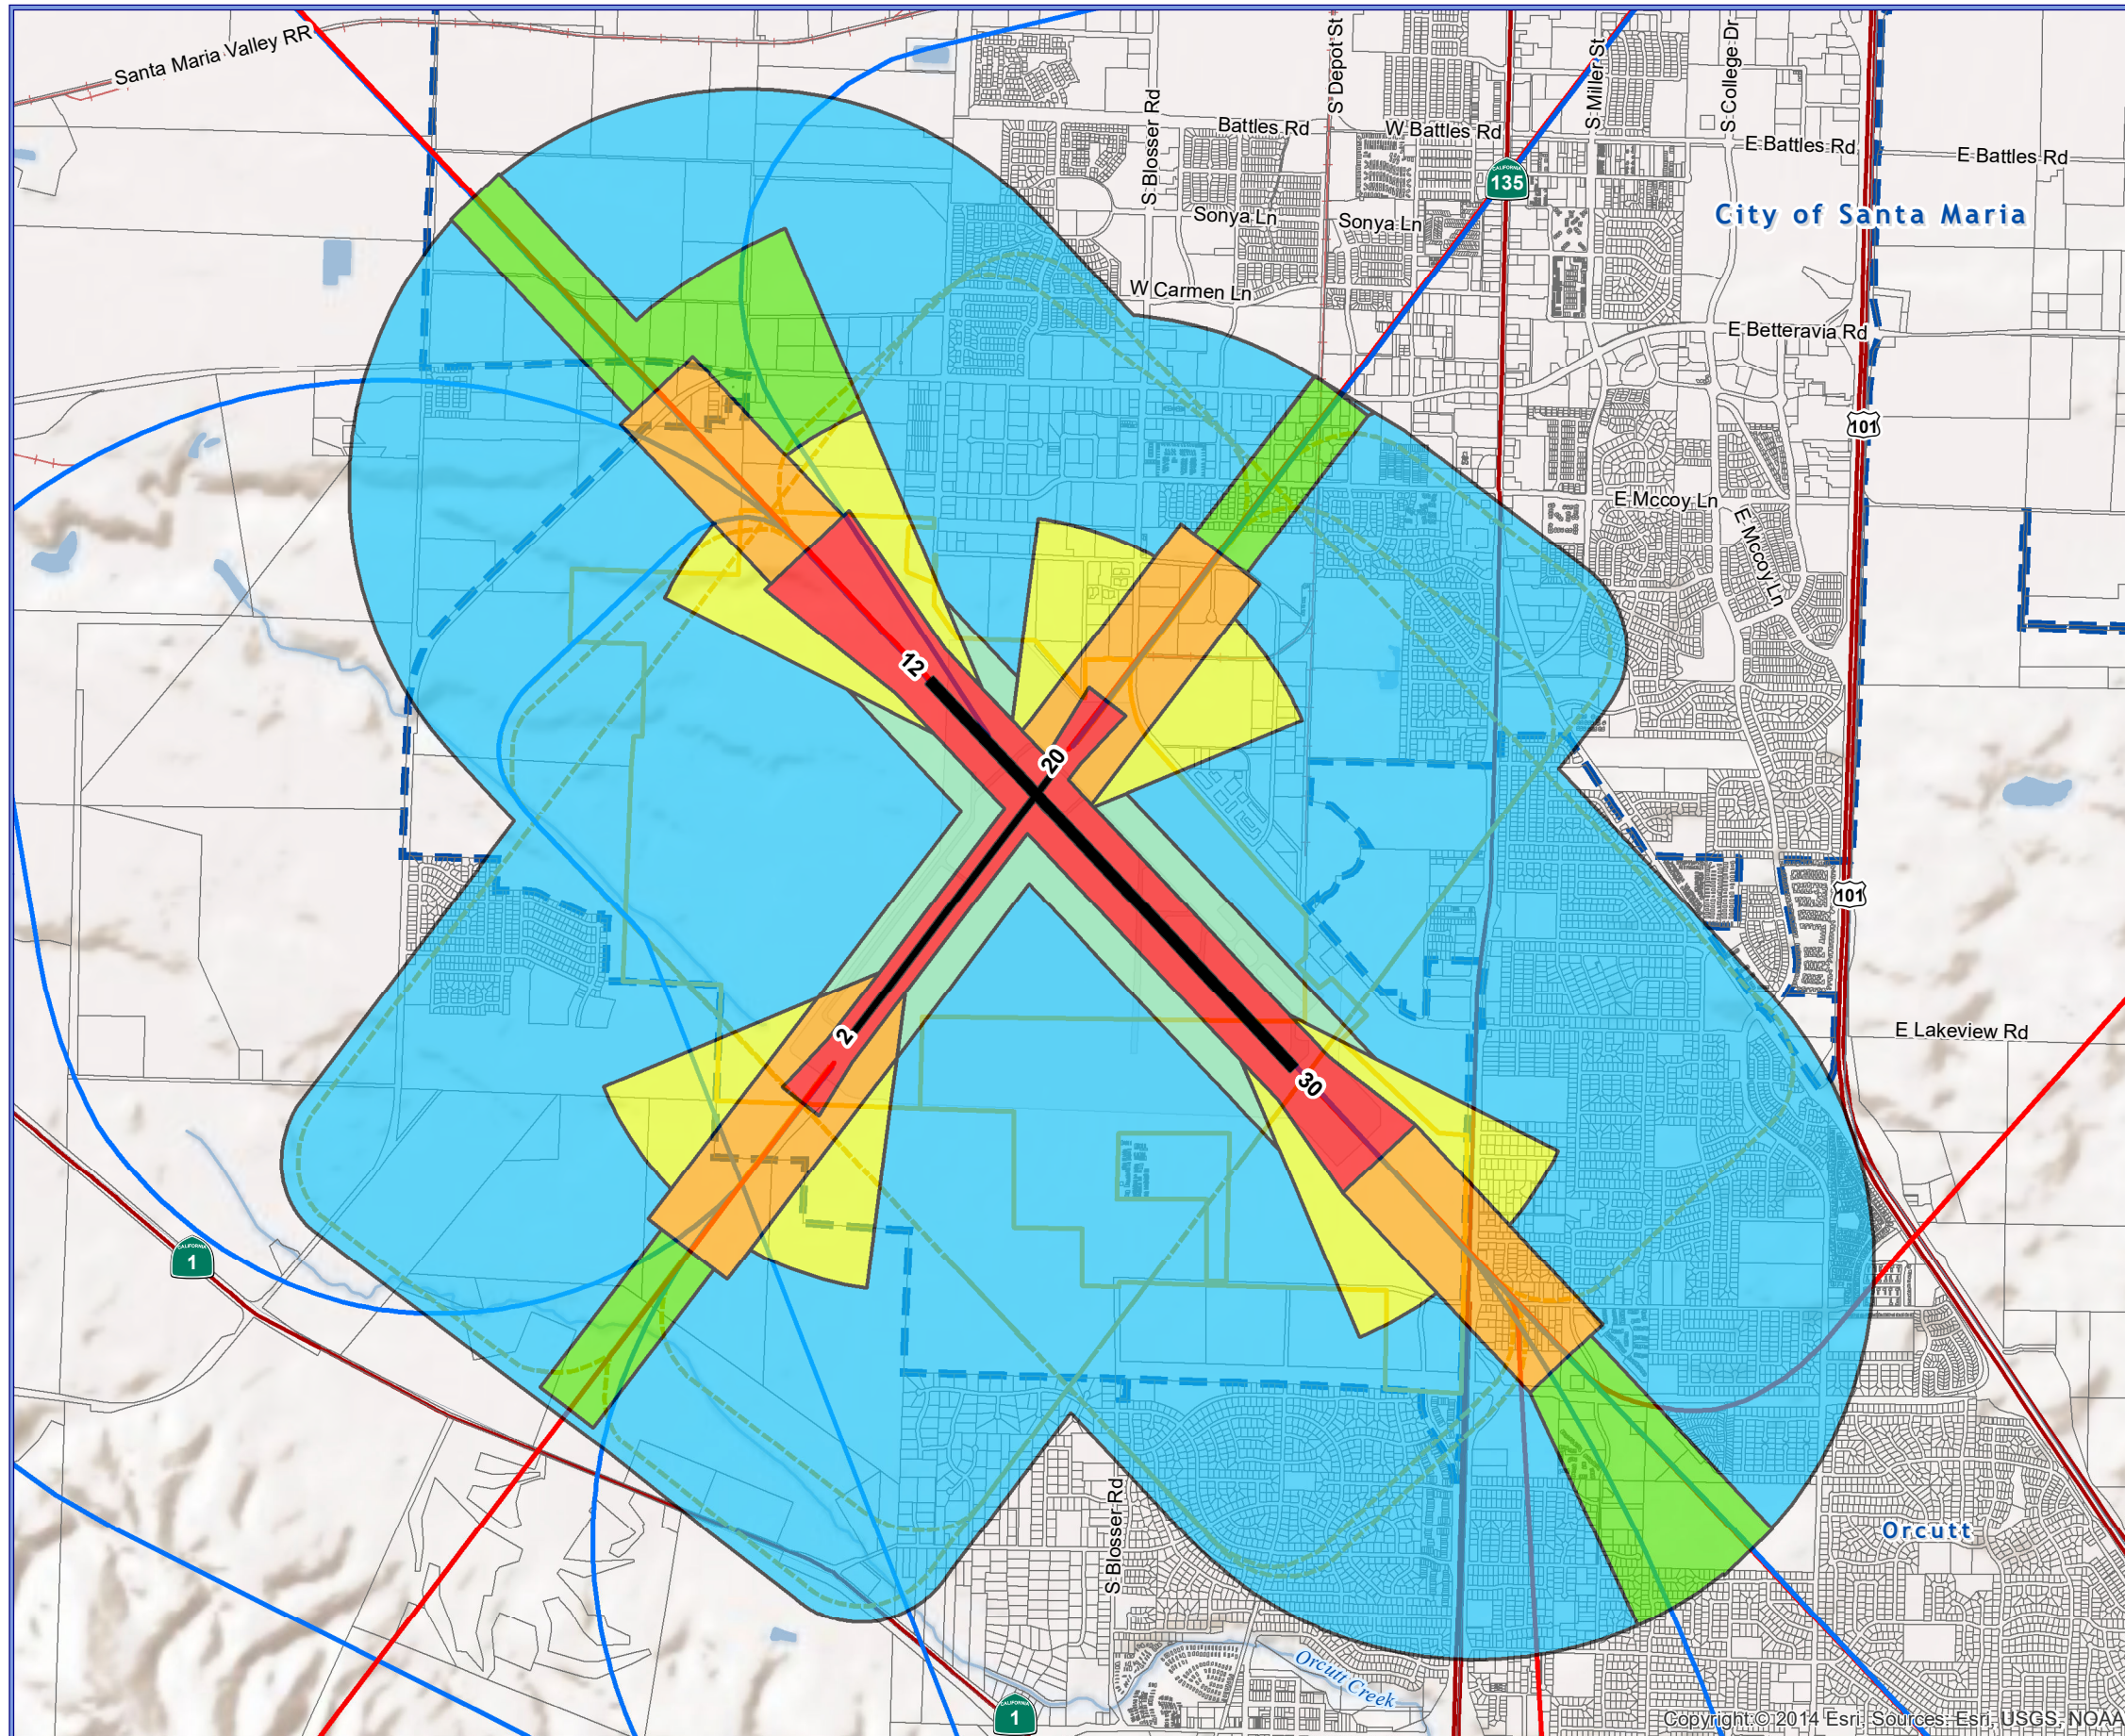 Santa Maria Valley RR
S Blosser Rd
S Depot St
S Miller St
S College Dr
Battles Rd
W Battles Rd
E Battles Rd
E Battles Rd
CALIFORNIA
135
Sonya Ln
Sonya Ln
City of Santa Maria
W Carmen Ln
E Betteravia Rd
101
E Mccoy Ln
E Mccoy Ln
12
20
101
2
30
E Lakeview Rd
CALIFORNIA
1
S Blosser Rd
Orcutt
Orcutt Creek
CALIFORNIA
1
Copyright:© 2014 Esri, Sources: Esri, USGS, NOAA